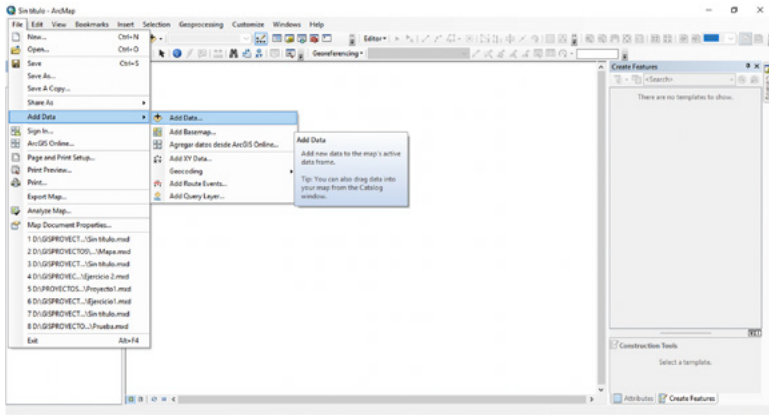 Sin título - ArcMap
File Edit View Bookmarks Insert Selection Geoprocessing Customize Windows Help
New... Ctrl+N
Open... Ctrl+O
Save Ctrl+S
Save As...
Save A Copy...
Share As
Add Data
Sign In...
ArcGIS Online...
Page and Print Setup...
Print Preview...
Print...
Export Map...
Analyze Map...
Map Document Properties...
1 D:\GISPROYECT...\Sin título.mxd
2 D:\GISPROYECTOS\...\Mapa.mxd
3 D:\GISPROYECT...\Sin título.mxd
4 D:\GISPROYEC...\Ejercicio 2.mxd
5 D:\PROYECTOS...\Proyecto1.mxd
6 D:\GISPROYECT...\Ejercicio1.mxd
7 D:\GISPROYECT...\Sin título.mxd
8 D:\GISPROYECTO...\Prueba.mxd
Exit Alt+F4
Add Data...
Add Basemap...
Agregar datos desde ArcGIS Online...
Add XY Data...
Geocoding
Add Route Events...
Add Query Layer...
Add Data
Add new data to the map's active
data frame.
Tip: You can also drag data into
your map from the Catalog
window.
Editor
Georeferencing
Create Features
<Search>
There are no templates to show.
Construction Tools
Select a template.
Attributes Create Features